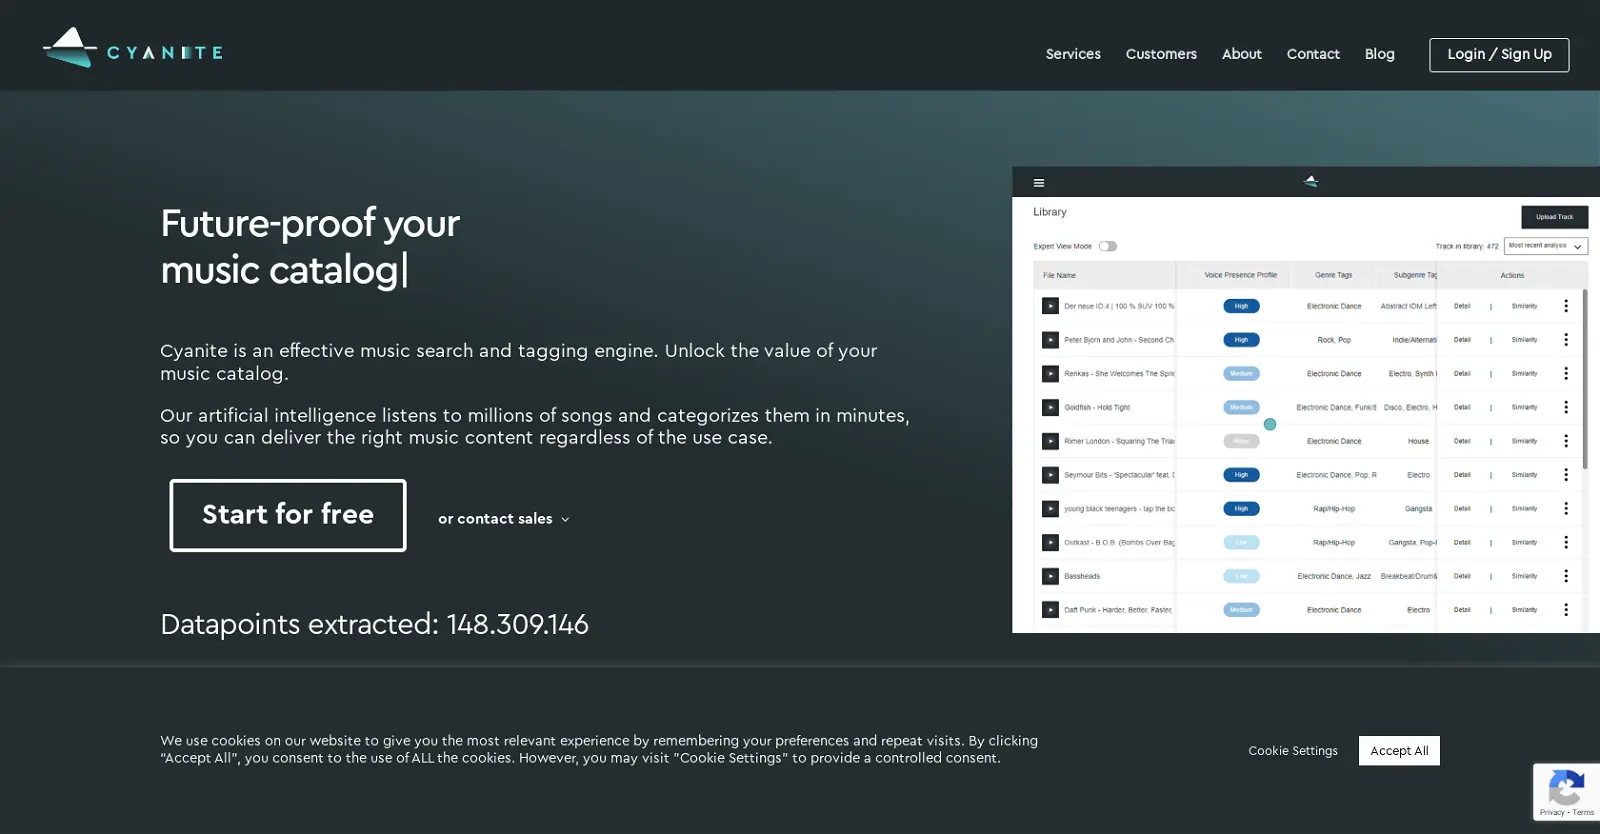 CYANITE
Services Customers About Contact Blog Login / Sign Up
Future-proof your
music catalog|
Cyanite is an effective music search and tagging engine. Unlock the value of your
music catalog.
Our artificial intelligence listens to millions of songs and categorizes them in minutes,
so you can deliver the right music content regardless of the use case.
Start for free
or contact sales
Datapoints extracted: 148.309.146
Library
Upload Track
Expert View Mode
Track in library: 472 Most recent analysis
File Name Voice Presence Profile Genre Tags Subgenre Tag Actions
Der neue ID.4 | 100 % SUV 100 % High Electronic Dance Abstract IDM Left Detail | Similarity
Peter Bjorn and John - Second Ch High Rock, Pop Indie/Alternati Detail | Similarity
Renkas - She Welcomes The Spri Medium Electronic Dance Electro, Synth Detail | Similarity
Goldfish - Hold Tight Medium Electronic Dance, Funk/S Disco, Electro, H Detail | Similarity
Rimer London - Squaring The Tria None Electronic Dance House Detail | Similarity
Seymour Bits - 'Spectacular' feat. High Electronic Dance, Pop, R Electro Detail | Similarity
young black teenagers - tap the bo High Rap/Hip-Hop Gangsta Detail | Similarity
Outkast - B.O.B. (Bombs Over Bag Low Rap/Hip-Hop Gangsta, Pop- Detail | Similarity
Bassheads Low Electronic Dance, Jazz Breakbeat/Drum& Detail | Similarity
Daft Punk - Harder, Better, Faster, Medium Electronic Dance Electro Detail | Similarity
We use cookies on our website to give you the most relevant experience by remembering your preferences and repeat visits. By clicking
“Accept All”, you consent to the use of ALL the cookies. However, you may visit "Cookie Settings" to provide a controlled consent.
Cookie Settings Accept All
Privacy - Terms